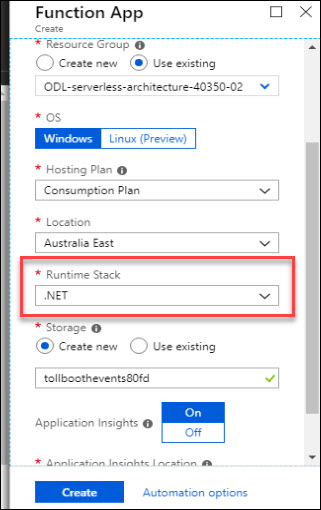 Function App
Create
* Resource Group
Create new Use existing
ODL-serverless-architecture-40350-02
* OS
Windows Linux (Preview)
* Hosting Plan
Consumption Plan
* Location
Australia East
* Runtime Stack
.NET
* Storage
Create new Use existing
tollboothevents80fd
Application Insights On
Off
* Application Insights Location
Create Automation options